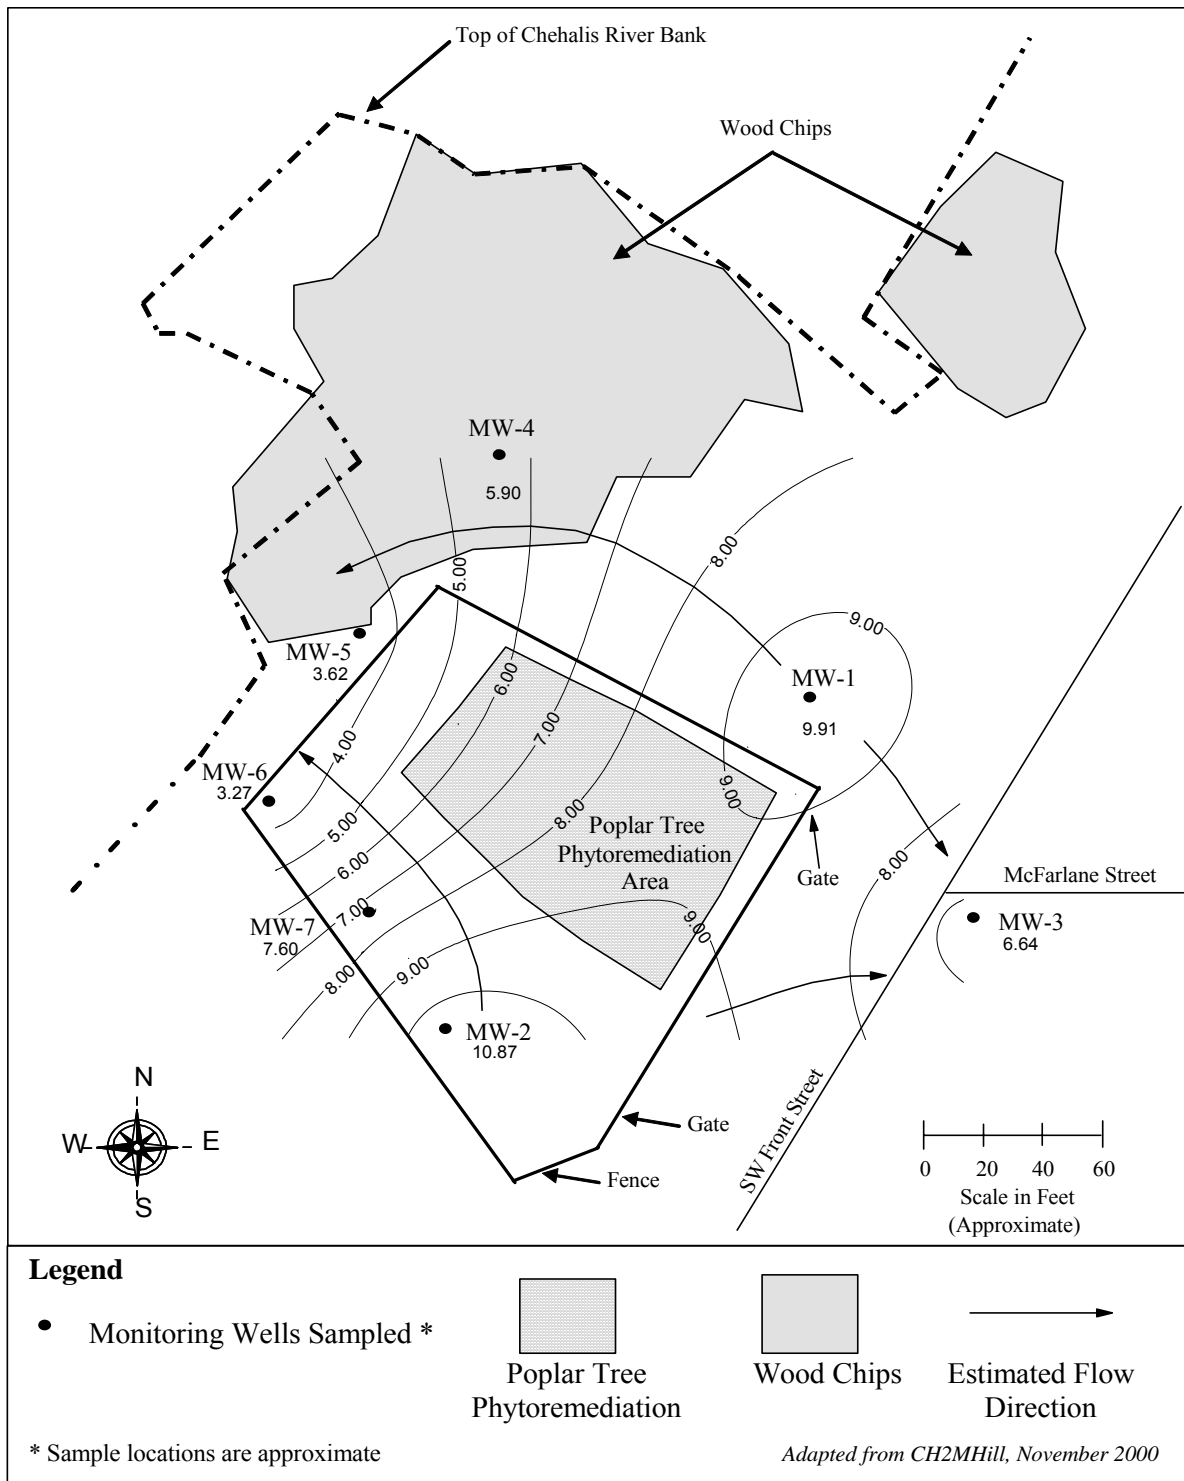 Top of Chehalis River Bank
Wood Chips
MW-4
5.90
8.00
5.00
9.00
MW-5
3.62
6.00
MW-1
9.91
4.00
7.00
MW-6
3.27
9.00
5.00
8.00
Poplar Tree
Phytoremediation
Area
6.00
8.00
Gate
McFarlane Street
7.00
MW-7
7.60
9.00
MW-3
6.64
8.00
9.00
MW-2
10.87
N
W
E
S
Gate
SW Front Street
Fence
0 20 40 60
Scale in Feet
(Approximate)
Legend
Monitoring Wells Sampled *
Poplar Tree
Phytoremediation
Wood Chips
Estimated Flow
Direction
* Sample locations are approximate
Adapted from CH2MHill, November 2000